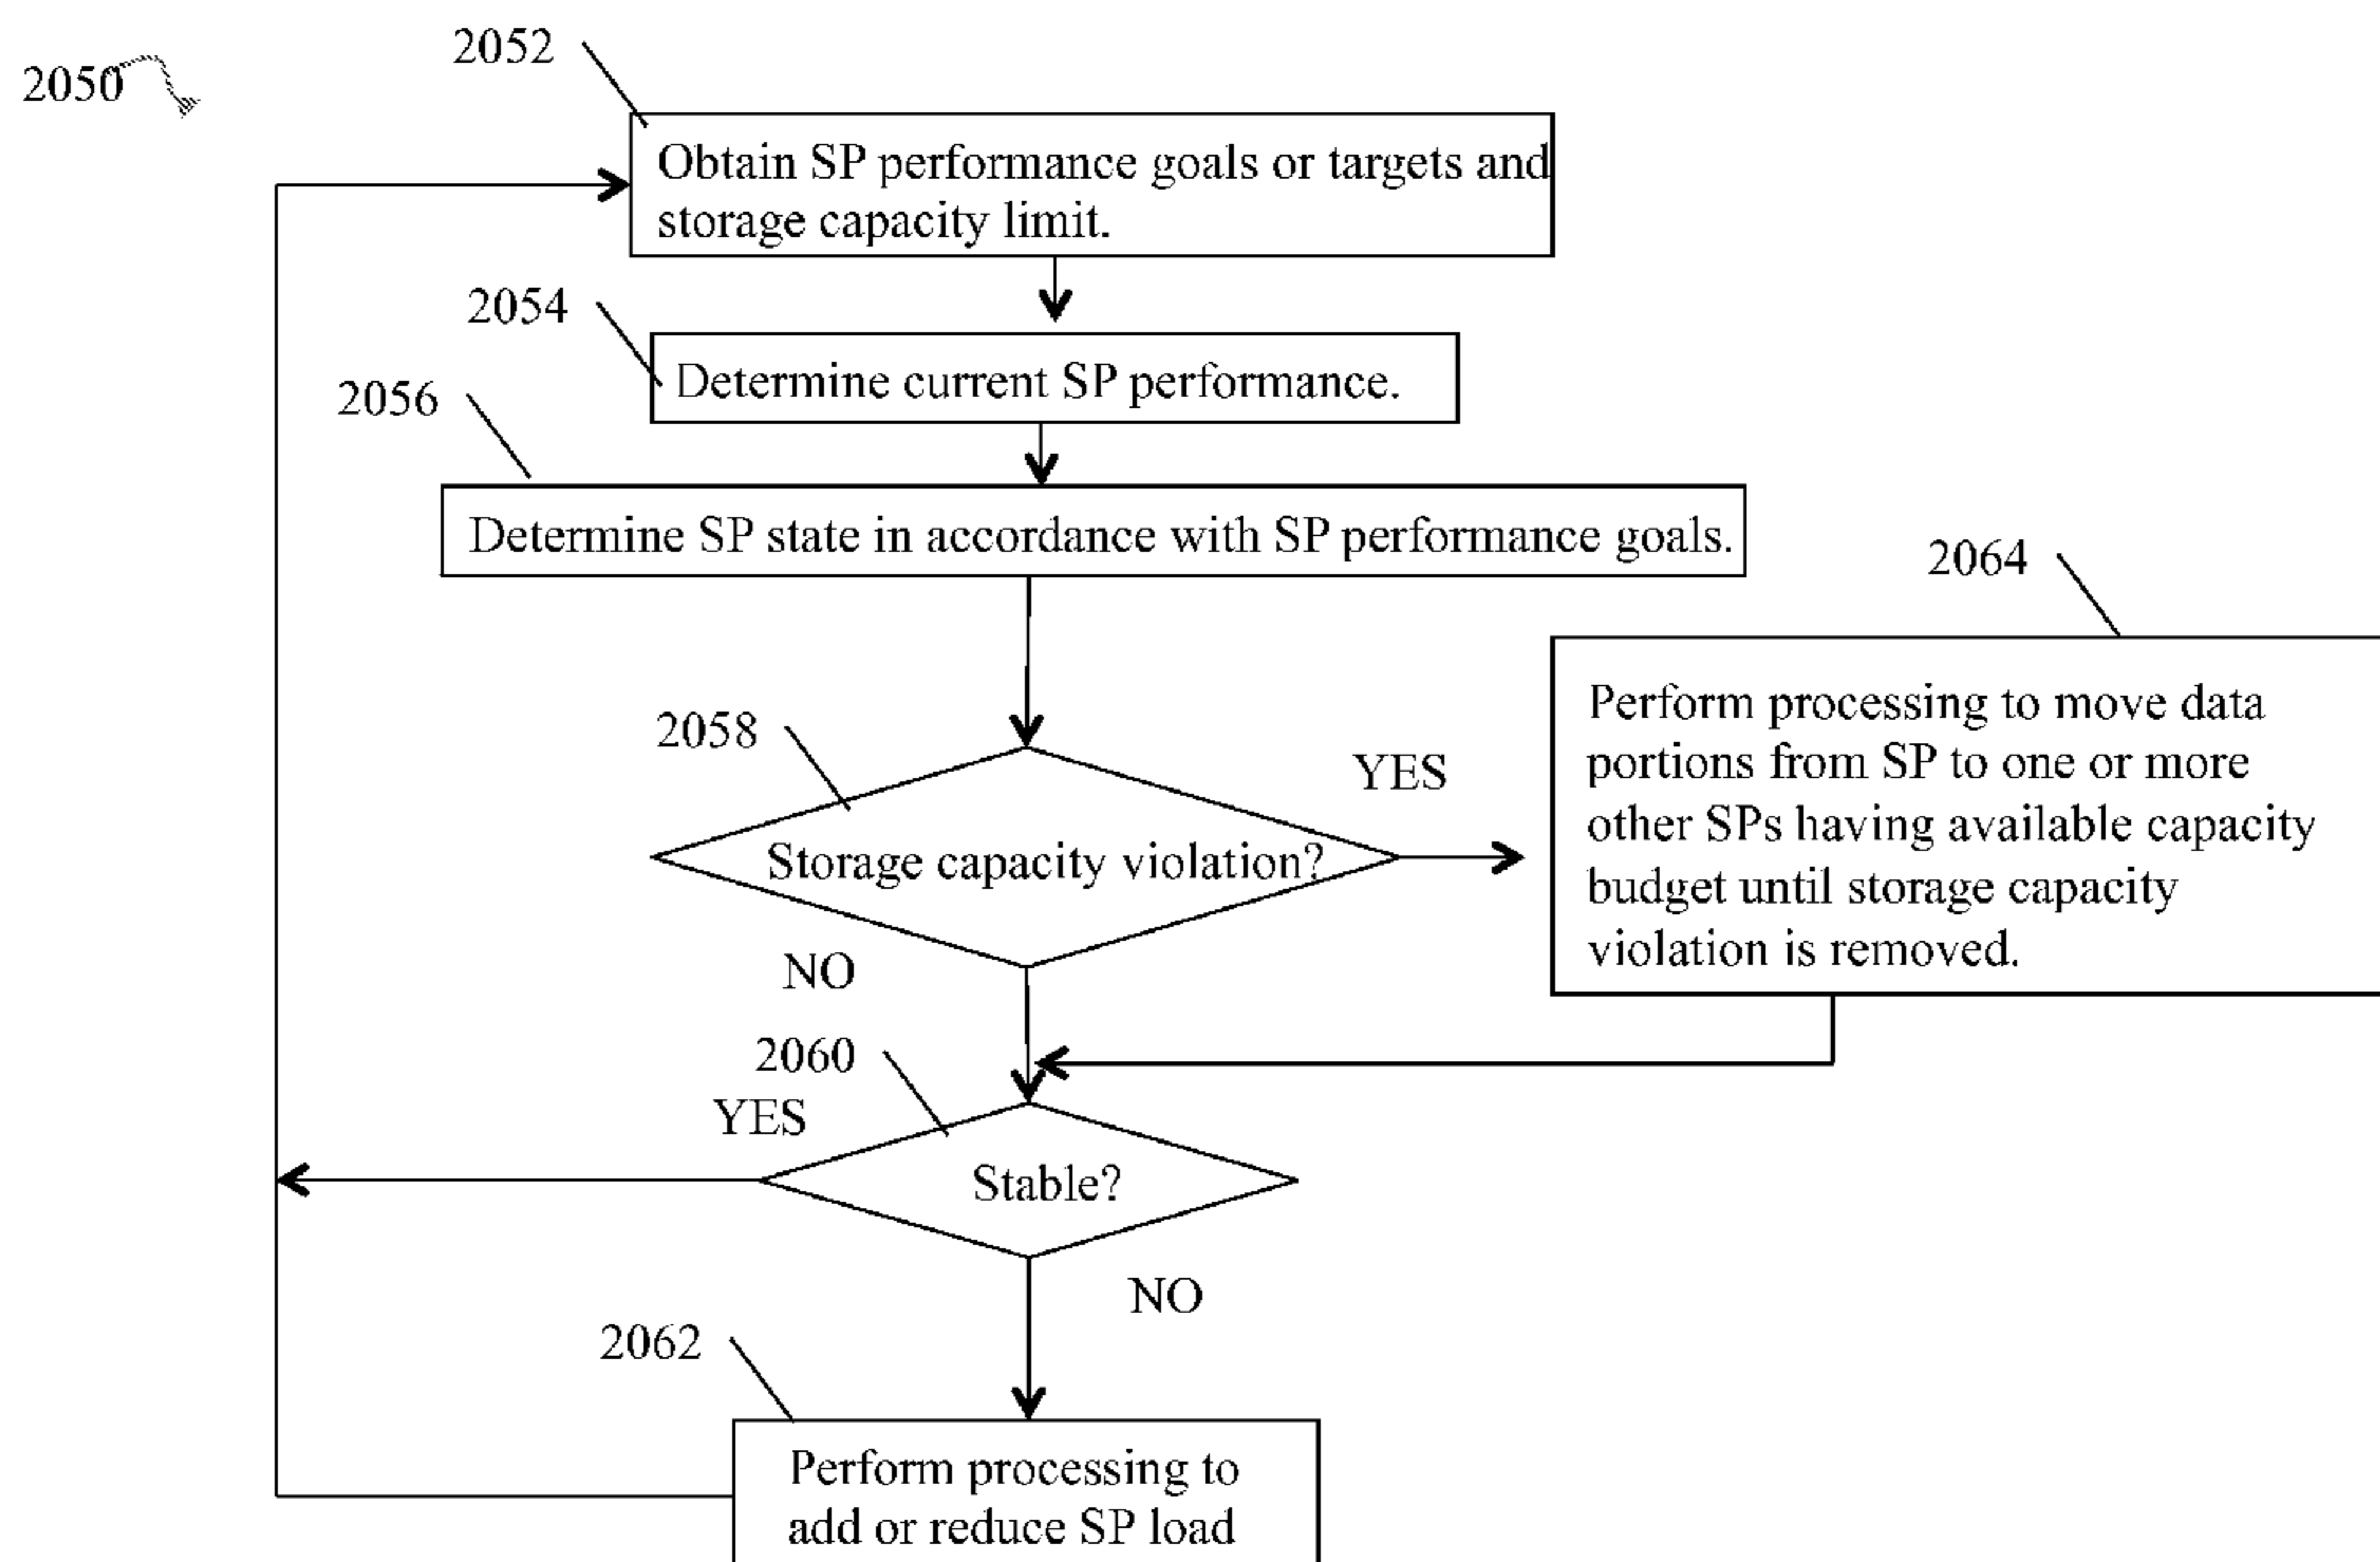 2050
2052
Obtain SP performance goals or targets and
storage capacity limit.
2054
Determine current SP performance.
2056
Determine SP state in accordance with SP performance goals.
2064
Perform processing to move data
portions from SP to one or more
other SPs having available capacity
budget until storage capacity
violation is removed.
2058
YES
Storage capacity violation?
NO
2060
YES
Stable?
NO
2062
Perform processing to
add or reduce SP load